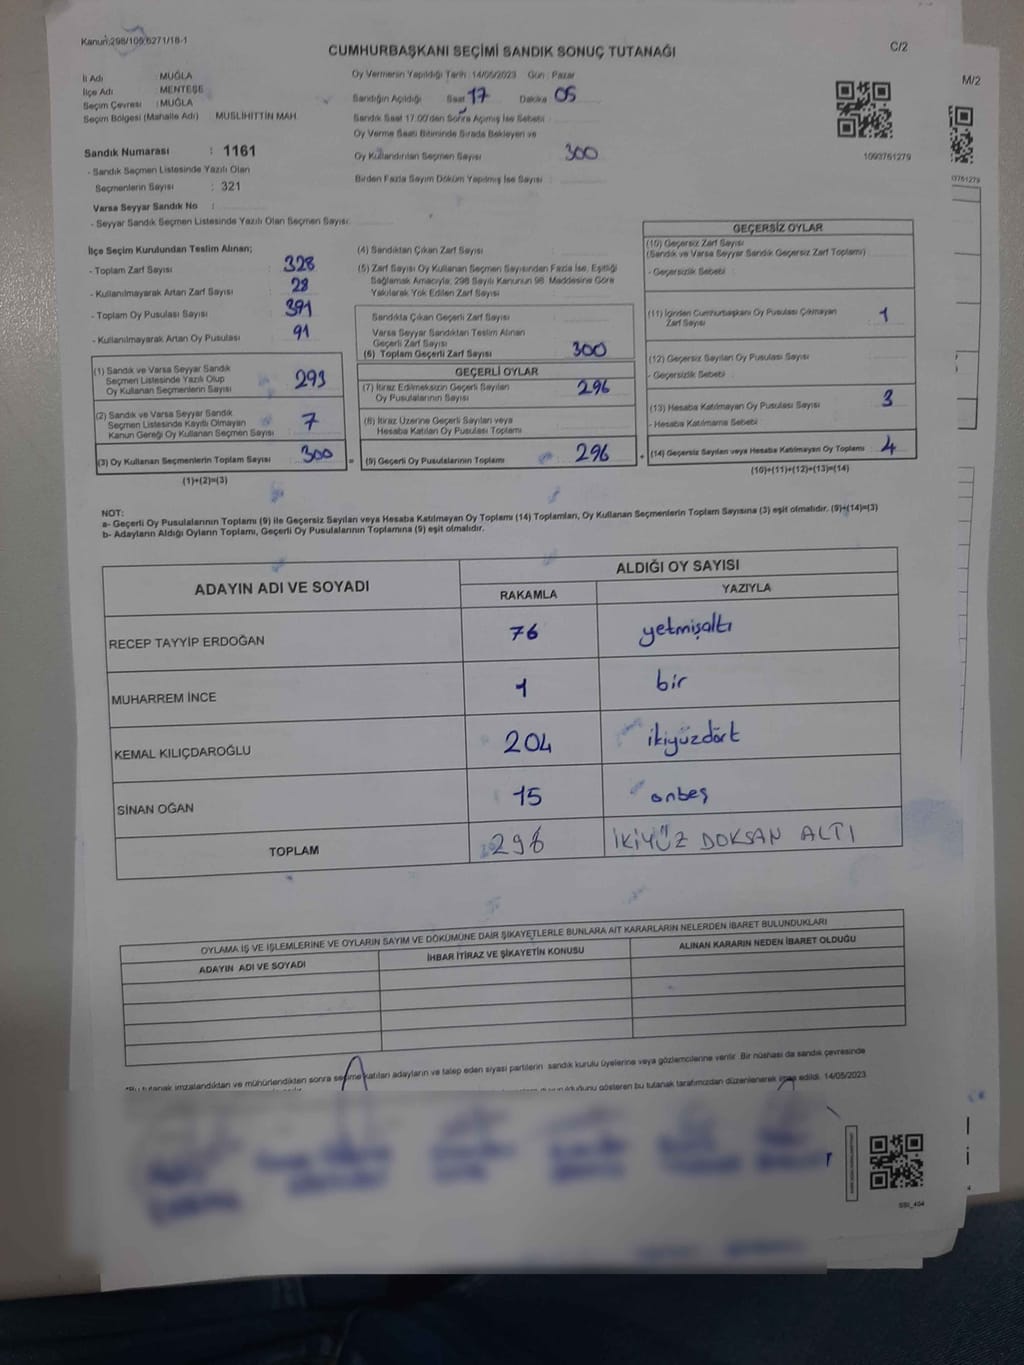 Kanun:298/105,6271/18-1
C/2
CUMHURBAŞKANI SEÇİMİ SANDIK SONUÇ TUTANAĞI
M/2
İl Adı : MUĞLA
İlçe Adı : MENTEŞE
Seçim Çevresi : MUĞLA
Seçim Bölgesi (Mahalle Adı) MUSLİHİTTİN MAH
Sandık Numarası : 1161
- Sandık Seçmen Listesinde Yazılı Olan
Seçmenlerin Sayısı : 321
Varsa Seyyar Sandık No :
- Seyyar Sandık Seçmen Listesinde Yazılı Olan Seçmen Sayısı:
Oy Vermenin Yapıldığı Tarih : 14/05/2023 Gün : Pazar
Sandığın Açıldığı Saat 17 Dakika 05
Sandık Saat 17:00'den Sonra Açılmış İse Sebebi :
Oy Verme Saati Bitiminde Sırada Bekleyen ve
Oy Kullandırılan Seçmen Sayısı : 300
Birden Fazla Sayım Döküm Yapılmış İse Sayısı :
1093761279
İlçe Seçim Kurulundan Teslim Alınan;
- Toplam Zarf Sayısı : 328
- Kullanılmayarak Artan Zarf Sayısı : 28
- Toplam Oy Pusulası Sayısı : 391
- Kullanılmayarak Artan Oy Pusulası : 91
(1) Sandık ve Varsa Seyyar Sandık
Seçmen Listesinde Yazılı Olup
Oy Kullanan Seçmenlerin Sayısı : 293
(2) Sandık ve Varsa Seyyar Sandık
Seçmen Listesinde Kayıtlı Olmayan
Kanun Gereği Oy Kullanan Seçmen Sayısı : 7
(3) Oy Kullanan Seçmenlerin Toplam Sayısı : 300 =
(1)+(2)=(3)
(4) Sandıktan Çıkan Zarf Sayısı :
(5) Zarf Sayısı Oy Kullanan Seçmen Sayısından Fazla İse, Eşitliği
Sağlamak Amacıyla, 298 Sayılı Kanunun 98. Maddesine Göre
Yakılarak Yok Edilen Zarf Sayısı :
Sandıkta Çıkan Geçerli Zarf Sayısı :
Varsa Seyyar Sandıktan Teslim Alınan
Geçerli Zarf Sayısı :
(6) Toplam Geçerli Zarf Sayısı : 300
GEÇERLİ OYLAR
(7) İtiraz Edilmeksizin Geçerli Sayılan
Oy Pusulalarının Sayısı : 296
(8) İtiraz Üzerine Geçerli Sayılan veya
Hesaba Katılan Oy Pusulası Toplamı :
(9) Geçerli Oy Pusulalarının Toplamı : 296 +
GEÇERSİZ OYLAR
(10) Geçersiz Zarf Sayısı
(Sandık ve Varsa Seyyar Sandık Geçersiz Zarf Toplamı) :
- Geçersizlik Sebebi :
(11) İçinden Cumhurbaşkanı Oy Pusulası Çıkmayan
Zarf Sayısı : 1
(12) Geçersiz Sayılan Oy Pusulası Sayısı :
- Geçersizlik Sebebi :
(13) Hesaba Katılmayan Oy Pusulası Sayısı : 3
- Hesaba Katılmama Sebebi :
(14) Geçersiz Sayılan veya Hesaba Katılmayan Oy Toplamı : 4
(10)+(11)+(12)+(13)=(14)
NOT:
a- Geçerli Oy Pusulalarının Toplamı (9) ile Geçersiz Sayılan veya Hesaba Katılmayan Oy Toplamı (14) Toplamları, Oy Kullanan Seçmenlerin Toplam Sayısına (3) eşit olmalıdır. (9)+(14)=(3)
b- Adayların Aldığı Oyların Toplamı, Geçerli Oy Pusulalarının Toplamına (9) eşit olmalıdır.
ADAYIN ADI VE SOYADI
ALDIĞI OY SAYISI
RAKAMLA YAZIYLA
RECEP TAYYİP ERDOĞAN 76 yetmişaltı
MUHARREM İNCE 1 bir
KEMAL KILIÇDAROĞLU 204 ikiyüzdört
SİNAN OĞAN 15 onbeş
TOPLAM 296 İKİYÜZ DOKSAN ALTI
OYLAMA İŞ VE İŞLEMLERİNE VE OYLARIN SAYIM VE DÖKÜMÜNE DAİR ŞİKAYETLERLE BUNLARA AİT KARARLARIN NELERDEN İBARET BULUNDUKLARI
ADAYIN ADI VE SOYADI İHBAR İTİRAZ VE ŞİKAYETİN KONUSU ALINAN KARARIN NEDEN İBARET OLDUĞU
*Bu tutanak imzalandıktan ve mühürlendikten sonra seçime katılan adayların ve talep eden siyasi partilerin sandık kurulu üyelerine veya gözlemcilerine verilir. Bir nüshası da sandık çevresinde
olduğunu gösteren bu tutanak tarafımızdan düzenlenerek imza edildi. 14/05/2023